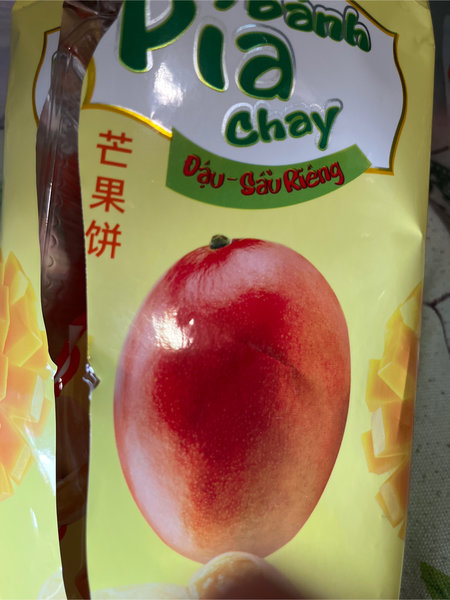 Bánh
Pía
Chay
Đậu-Sầu Riêng
芒果饼